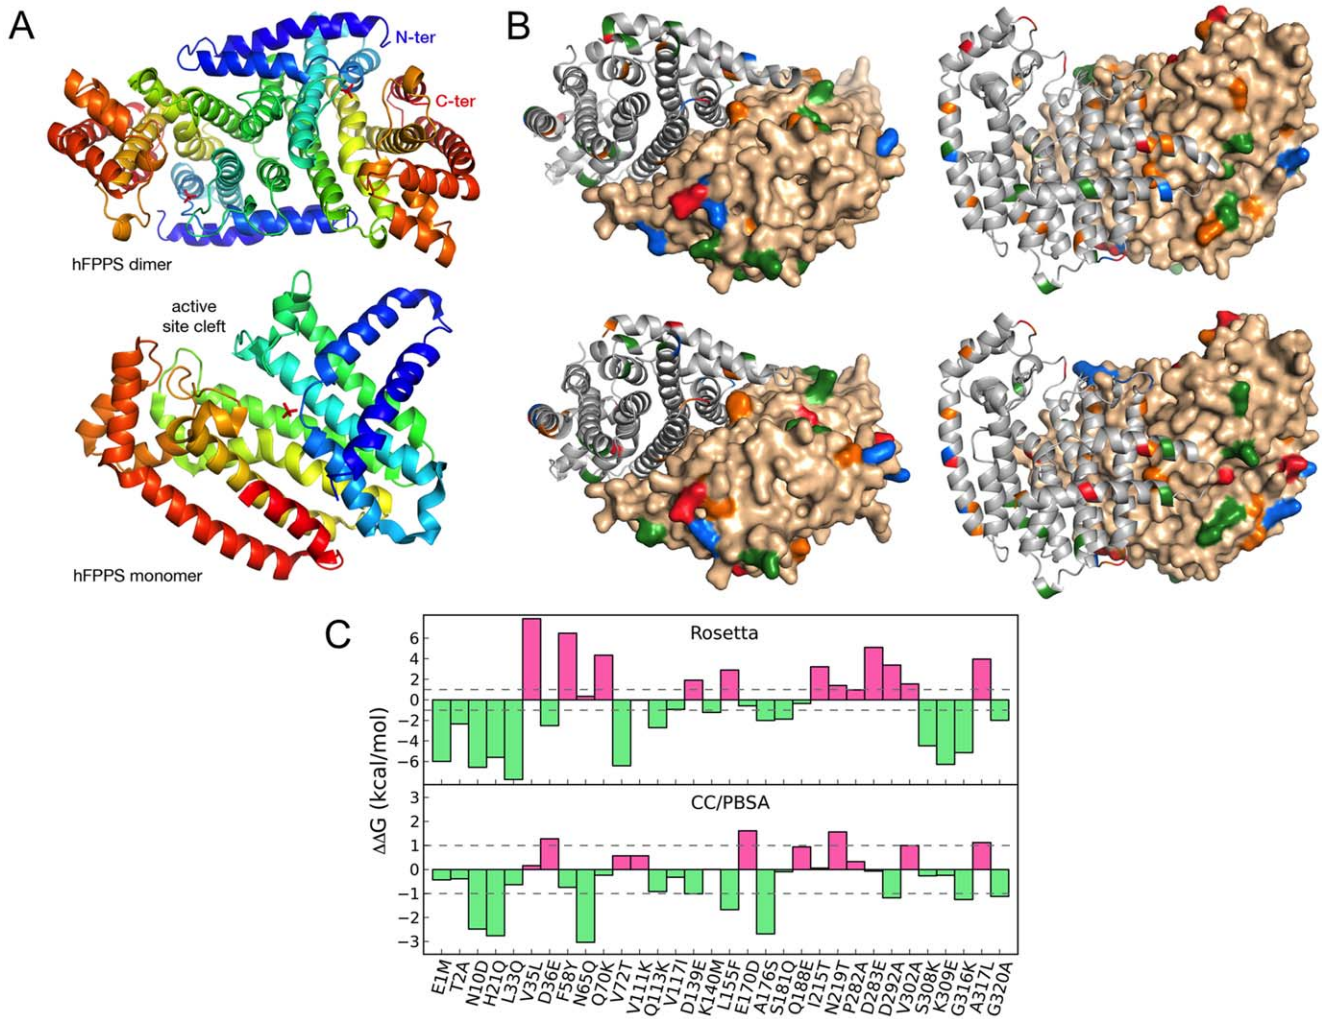 A
B
N-ter
C-ter
hFPPS dimer
active
site cleft
hFPPS monomer
C
Rosetta
6
4
2
0
−2
−4
−6
CC/PBSA
3
2
1
0
−1
−2
−3
ΔΔG (kcal/mol)
E1M
T2A
N10D
H21Q
L33Q
V35L
D36E
F58Y
N65Q
Q70K
V72T
V111K
Q113K
V117I
D139E
K140M
L155F
E170D
A176S
S181Q
Q188E
I215T
N219T
P282A
D283E
D292A
V302A
S308K
K309E
G316K
A317L
G320A